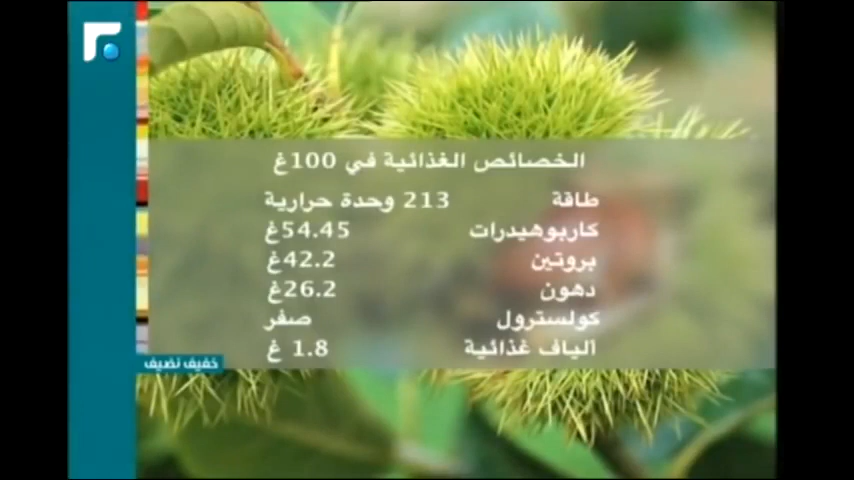 الخصائص الغذائية في 100غ
طاقة 213 وحدة حرارية
كاربوهيدرات 54.45غ
بروتين 42.2غ
دهون 26.2غ
كولسترول صفر
ألياف غذائية 1.8 غ
خفيف نضيف